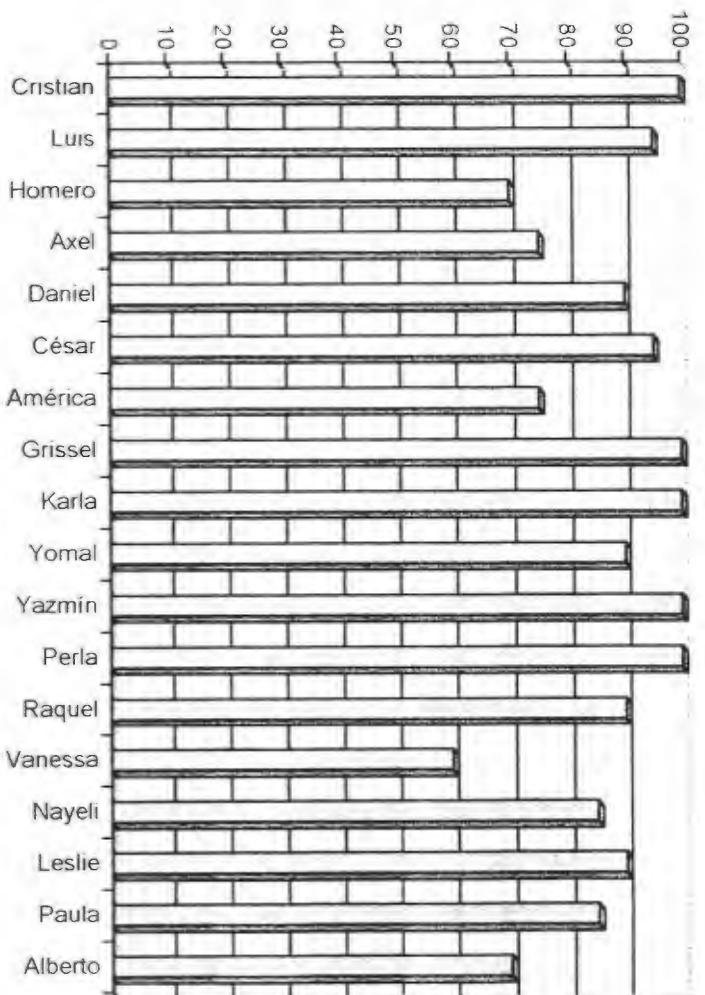 0 10 20 30 40 50 60 70 80 90 100
Cristian
Luis
Homero
Axel
Daniel
César
América
Grissel
Karla
Yomal
Yazmín
Perla
Raquel
Vanessa
Nayeli
Leslie
Paula
Alberto